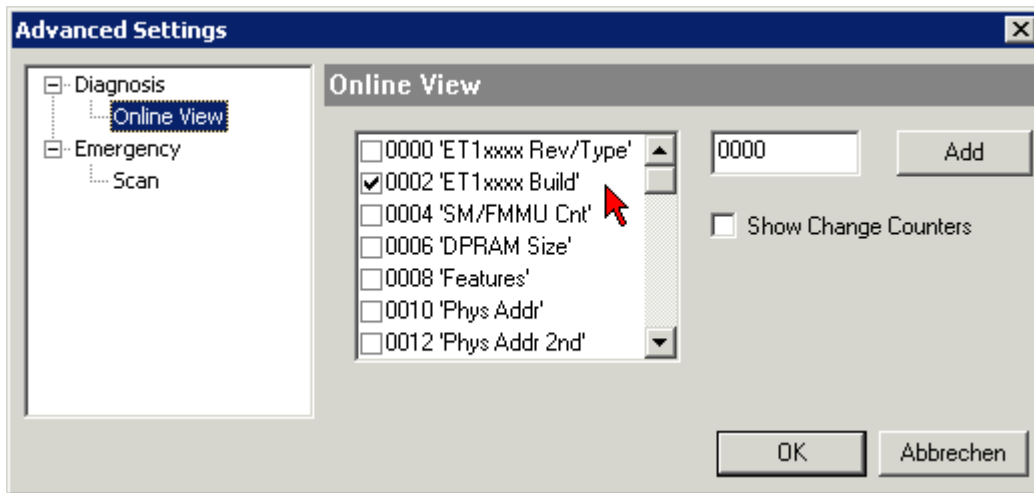 Advanced Settings
Diagnosis
Online View
Emergency
Scan
Online View
0000 'ET1xxxx Rev/Type'
0002 'ET1xxxx Build'
0004 'SM/FMMU Cnt'
0006 'DPRAM Size'
0008 'Features'
0010 'Phys Addr'
0012 'Phys Addr 2nd'
0000
Add
Show Change Counters
OK
Abbrechen